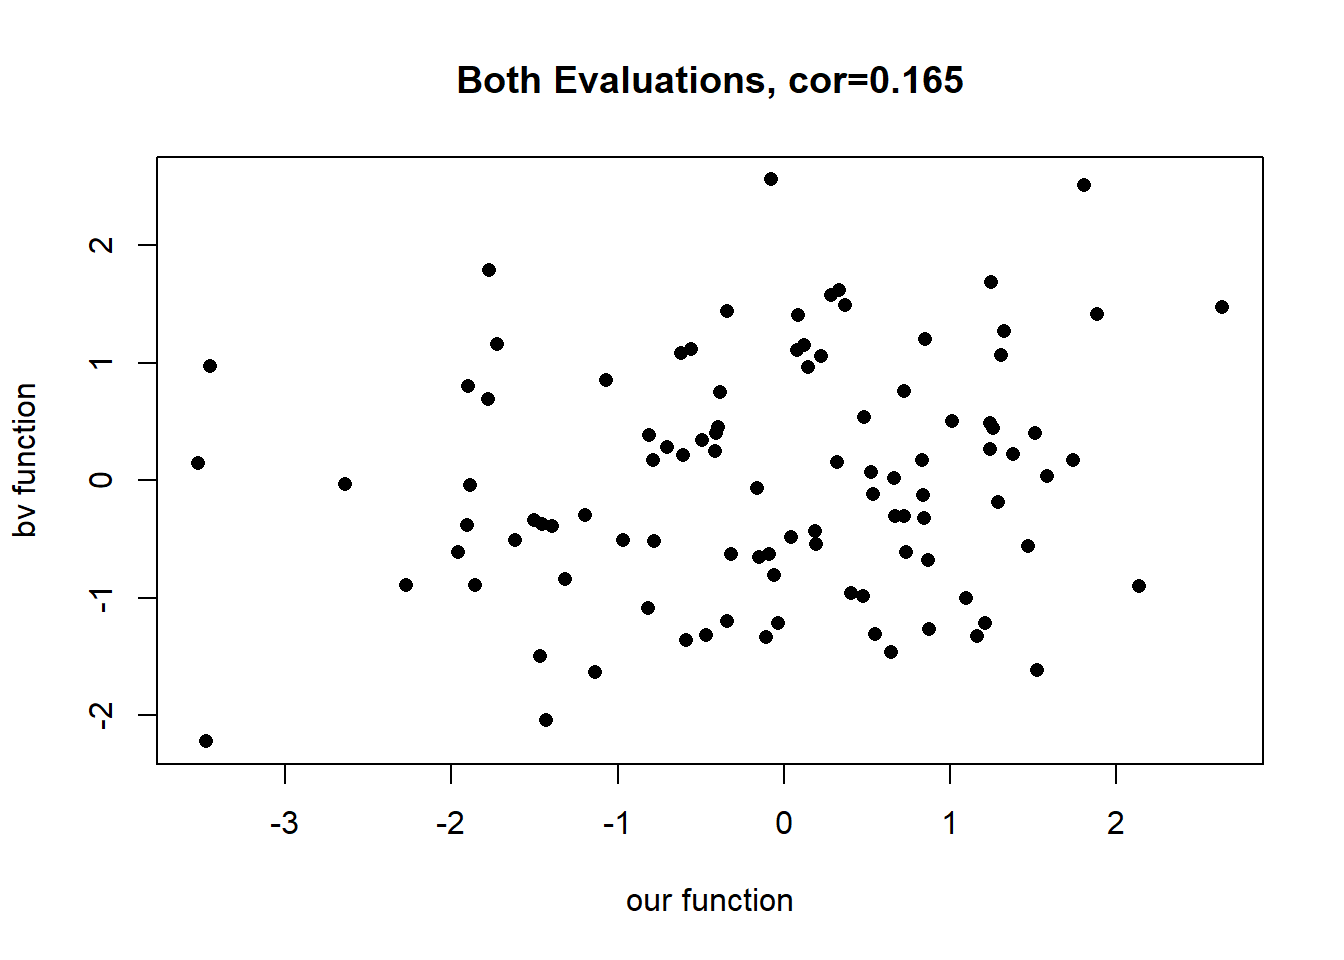 Both Evaluations, cor=0.165
bv function
2
1
0
-1
-2
-3 -2 -1 0 1 2
our function